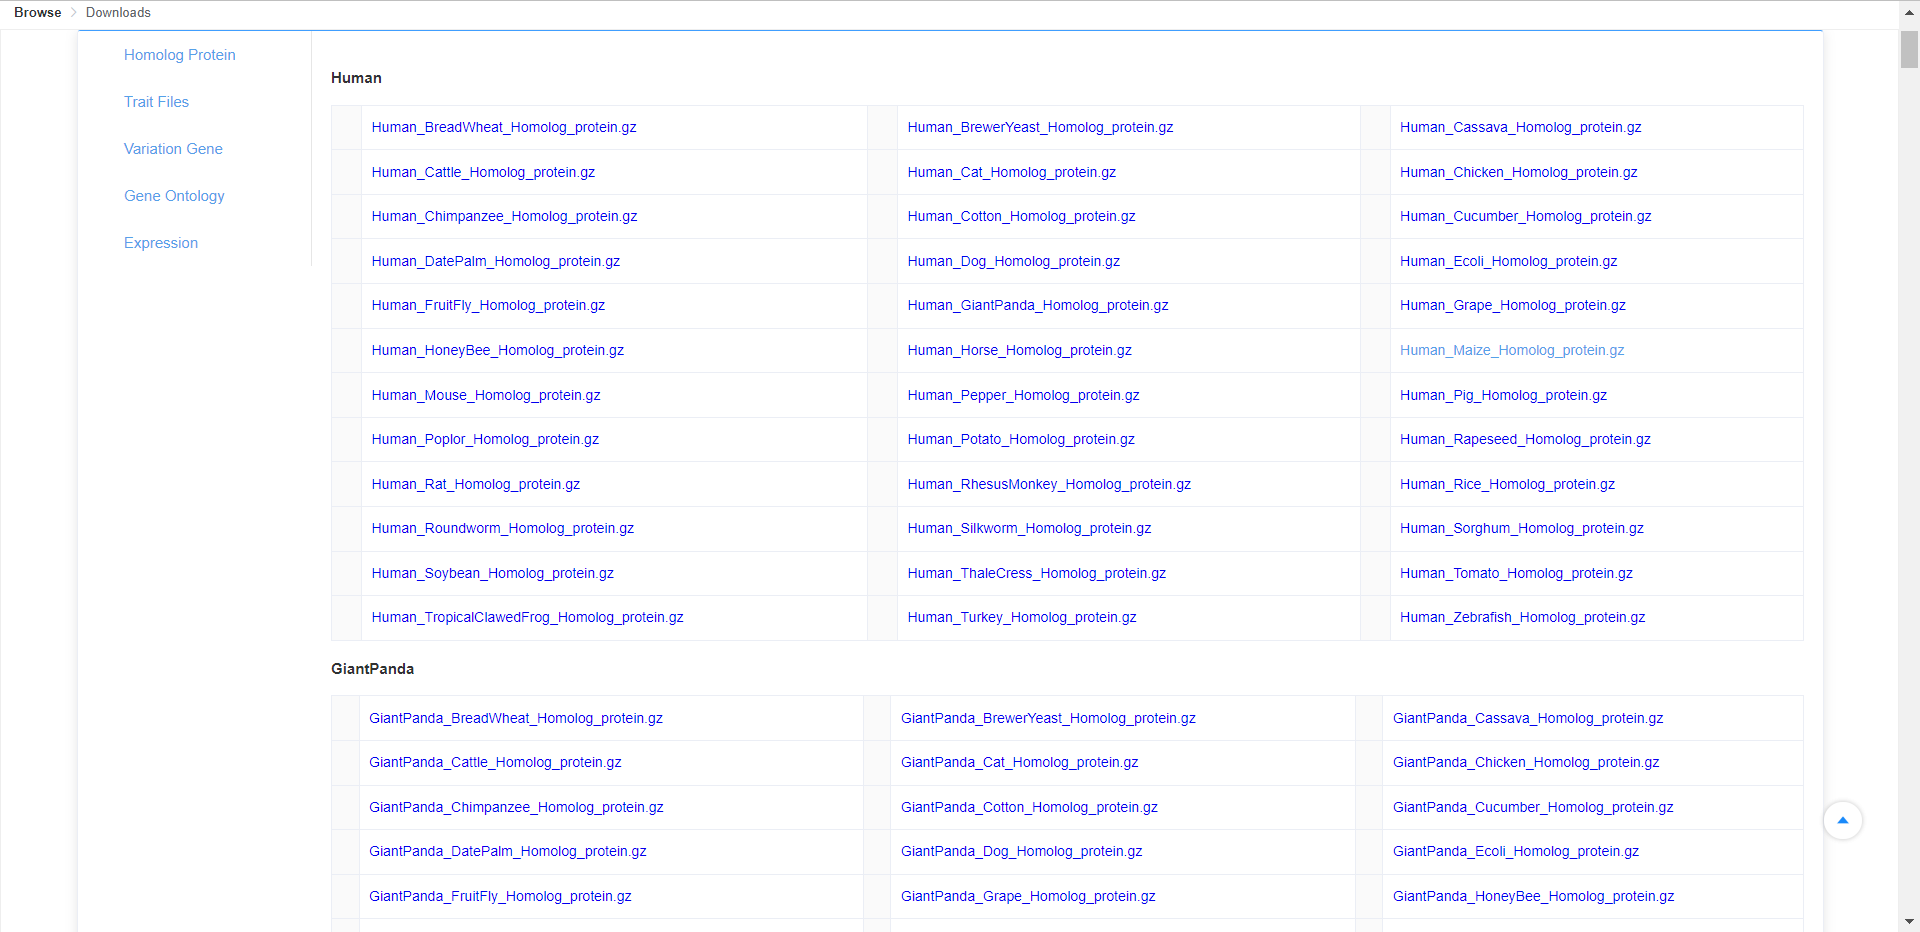 Browse > Downloads
Homolog Protein
Trait Files
Variation Gene
Gene Ontology
Expression
Human
Human_BreadWheat_Homolog_protein.gz Human_BrewerYeast_Homolog_protein.gz Human_Cassava_Homolog_protein.gz
Human_Cattle_Homolog_protein.gz Human_Cat_Homolog_protein.gz Human_Chicken_Homolog_protein.gz
Human_Chimpanzee_Homolog_protein.gz Human_Cotton_Homolog_protein.gz Human_Cucumber_Homolog_protein.gz
Human_DatePalm_Homolog_protein.gz Human_Dog_Homolog_protein.gz Human_Ecoli_Homolog_protein.gz
Human_FruitFly_Homolog_protein.gz Human_GiantPanda_Homolog_protein.gz Human_Grape_Homolog_protein.gz
Human_HoneyBee_Homolog_protein.gz Human_Horse_Homolog_protein.gz Human_Maize_Homolog_protein.gz
Human_Mouse_Homolog_protein.gz Human_Pepper_Homolog_protein.gz Human_Pig_Homolog_protein.gz
Human_Poplor_Homolog_protein.gz Human_Potato_Homolog_protein.gz Human_Rapeseed_Homolog_protein.gz
Human_Rat_Homolog_protein.gz Human_RhesusMonkey_Homolog_protein.gz Human_Rice_Homolog_protein.gz
Human_Roundworm_Homolog_protein.gz Human_Silkworm_Homolog_protein.gz Human_Sorghum_Homolog_protein.gz
Human_Soybean_Homolog_protein.gz Human_ThaleCress_Homolog_protein.gz Human_Tomato_Homolog_protein.gz
Human_TropicalClawedFrog_Homolog_protein.gz Human_Turkey_Homolog_protein.gz Human_Zebrafish_Homolog_protein.gz
GiantPanda
GiantPanda_BreadWheat_Homolog_protein.gz GiantPanda_BrewerYeast_Homolog_protein.gz GiantPanda_Cassava_Homolog_protein.gz
GiantPanda_Cattle_Homolog_protein.gz GiantPanda_Cat_Homolog_protein.gz GiantPanda_Chicken_Homolog_protein.gz
GiantPanda_Chimpanzee_Homolog_protein.gz GiantPanda_Cotton_Homolog_protein.gz GiantPanda_Cucumber_Homolog_protein.gz
GiantPanda_DatePalm_Homolog_protein.gz GiantPanda_Dog_Homolog_protein.gz GiantPanda_Ecoli_Homolog_protein.gz
GiantPanda_FruitFly_Homolog_protein.gz GiantPanda_Grape_Homolog_protein.gz GiantPanda_HoneyBee_Homolog_protein.gz